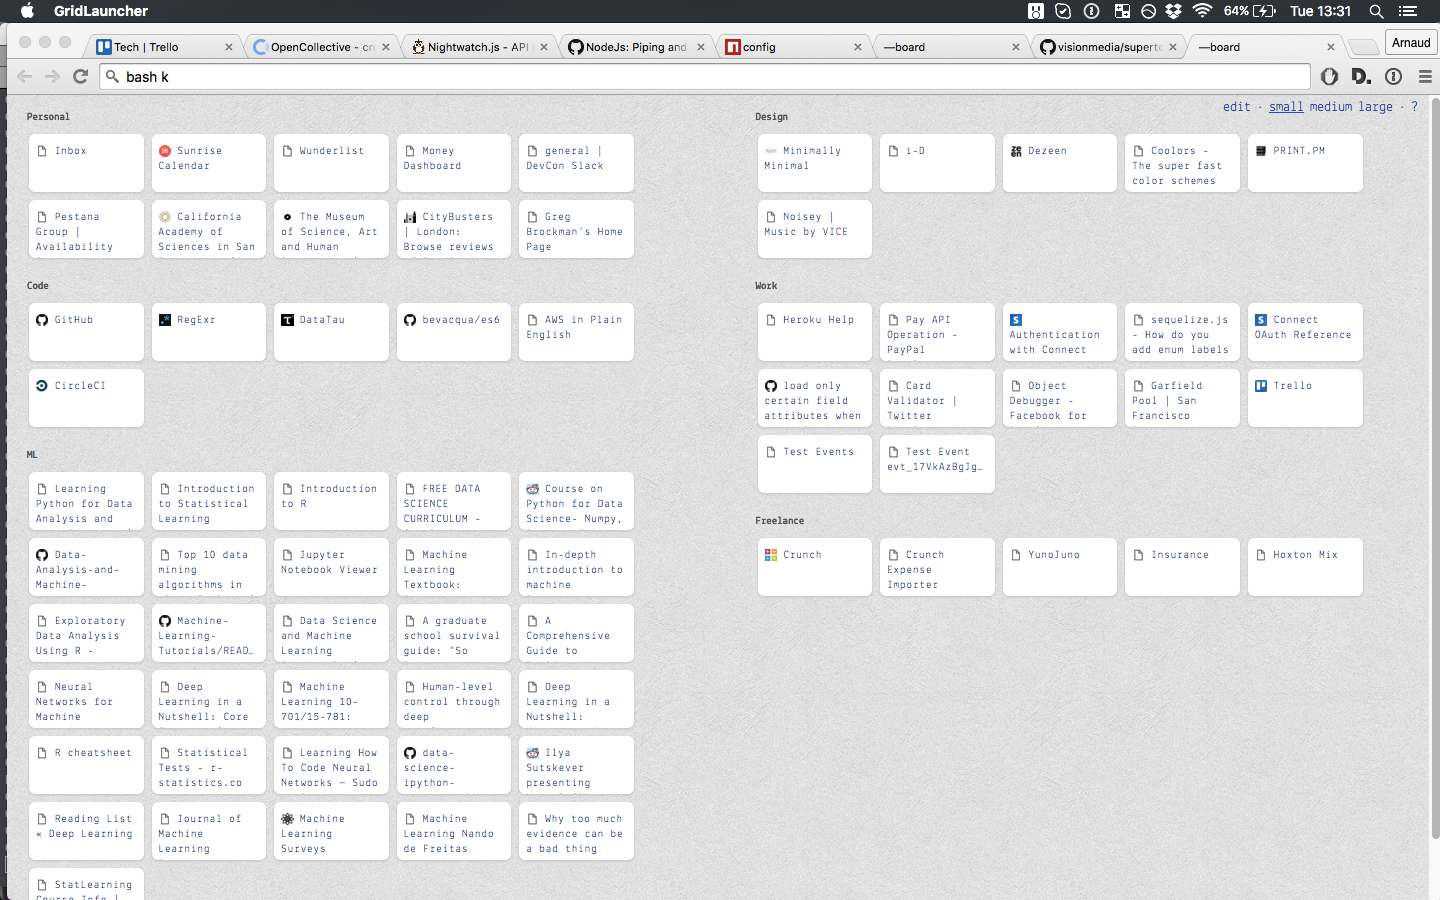 GridLauncher
64%
Tue 13:31
Tech | Trello
OpenCollective - cre
Nightwatch.js - API
NodeJs: Piping and
config
—board
visionmedia/superte
—board
Arnaud
bash k
edit · small medium large · ?
Personal
Inbox
Sunrise
Calendar
Wunderlist
Money
Dashboard
general |
DevCon Slack
Pestana
Group |
Availability
California
Academy of
Sciences in San
The Museum
of Science, Art
and Human
CityBusters
| London:
Browse reviews
Greg
Brockman's Home
Page
Code
GitHub
RegExr
DataTau
bevacqua/es6
AWS in Plain
English
CircleCI
ML
Learning
Python for Data
Analysis and
Introduction
to Statistical
Learning
Introduction
to R
FREE DATA
SCIENCE
CURRICULUM -
Course on
Python for Data
Science- Numpy,
Data-
Analysis-and-
Machine-
Top 10 data
mining
algorithms in
Jupyter
Notebook Viewer
Machine
Learning
Textbook:
In-depth
introduction to
machine
Exploratory
Data Analysis
Using R -
Machine-
Learning-
Tutorials/READ…
Data Science
and Machine
Learning
A graduate
school survival
guide: "So
A
Comprehensive
Guide to
Neural
Networks for
Machine
Deep
Learning in a
Nutshell: Core
Machine
Learning 10-
701/15-781:
Human-level
control through
deep
Deep
Learning in a
Nutshell:
R cheatsheet
Statistical
Tests - r-
statistics.co
Learning How
To Code Neural
Networks — Sudo
data-
science-
ipython-
Ilya
Sutskever
presenting
Reading List
« Deep Learning
Journal of
Machine
Learning
Machine
Learning
Surveys
Machine
Learning Nando
de Freitas
Why too much
evidence can be
a bad thing
StatLearning
Course Info |
Design
Minimally
Minimal
i-D
Dezeen
Coolors -
The super fast
color schemes
PRINT.PM
Noisey |
Music by VICE
Work
Heroku Help
Pay API
Operation -
PayPal
Authentication
with Connect
sequelize.js
- How do you
add enum labels
Connect
OAuth Reference
load only
certain field
attributes when
Card
Validator |
Twitter
Object
Debugger -
Facebook for
Garfield
Pool | San
Francisco
Trello
Test Events
Test Event
evt_17VkAzBgJg…
Freelance
Crunch
Crunch
Expense
Importer
YunoJuno
Insurance
Hoxton Mix